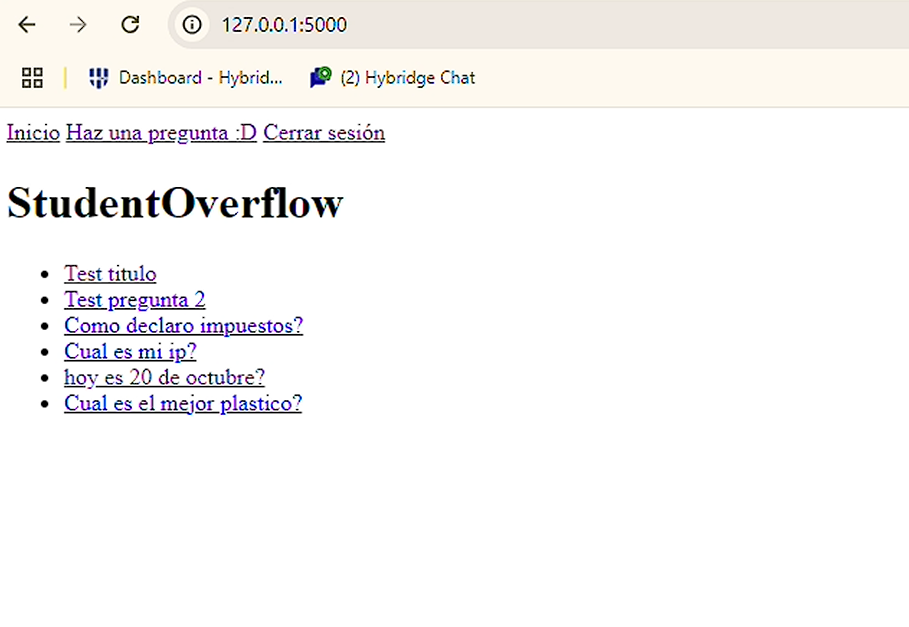 127.0.0.1:5000
Dashboard - Hybrid... (2) Hybridge Chat
Inicio Haz una pregunta :D Cerrar sesión
StudentOverflow
Test titulo
Test pregunta 2
Como declaro impuestos?
Cual es mi ip?
hoy es 20 de octubre?
Cual es el mejor plastico?